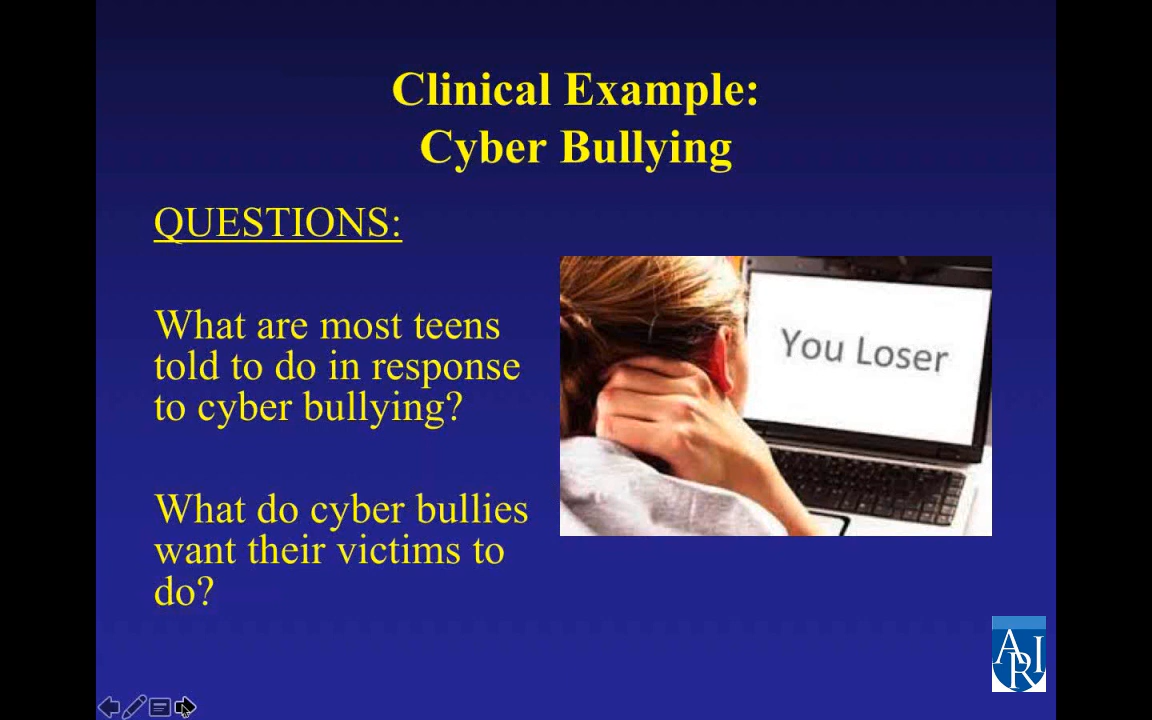 Clinical Example:
Cyber Bullying
QUESTIONS:
What are most teens
told to do in response
to cyber bullying?
You Loser
What do cyber bullies
want their victims to
do?
ARI